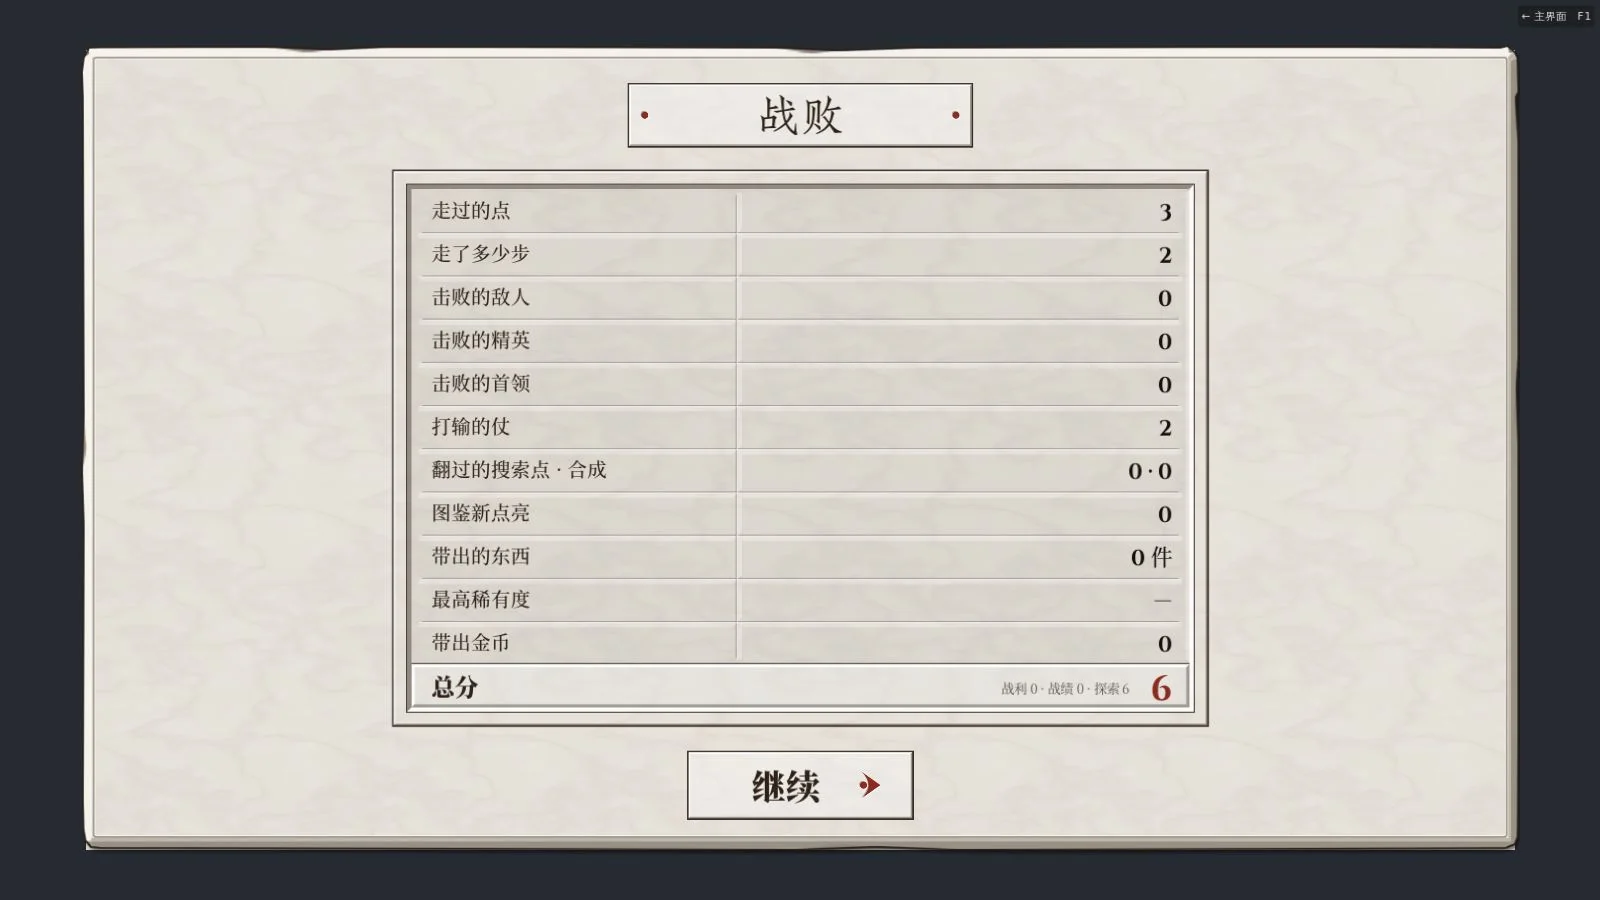 ← 主界面 F1
战败
走过的点 3
走了多少步 2
击败的敌人 0
击败的精英 0
击败的首领 0
打输的仗 2
翻过的搜索点 · 合成 0 · 0
图鉴新点亮 0
带出的东西 0 件
最高稀有度 —
带出金币 0
总分 战利 0 · 战绩 0 · 探索 6 6
继续